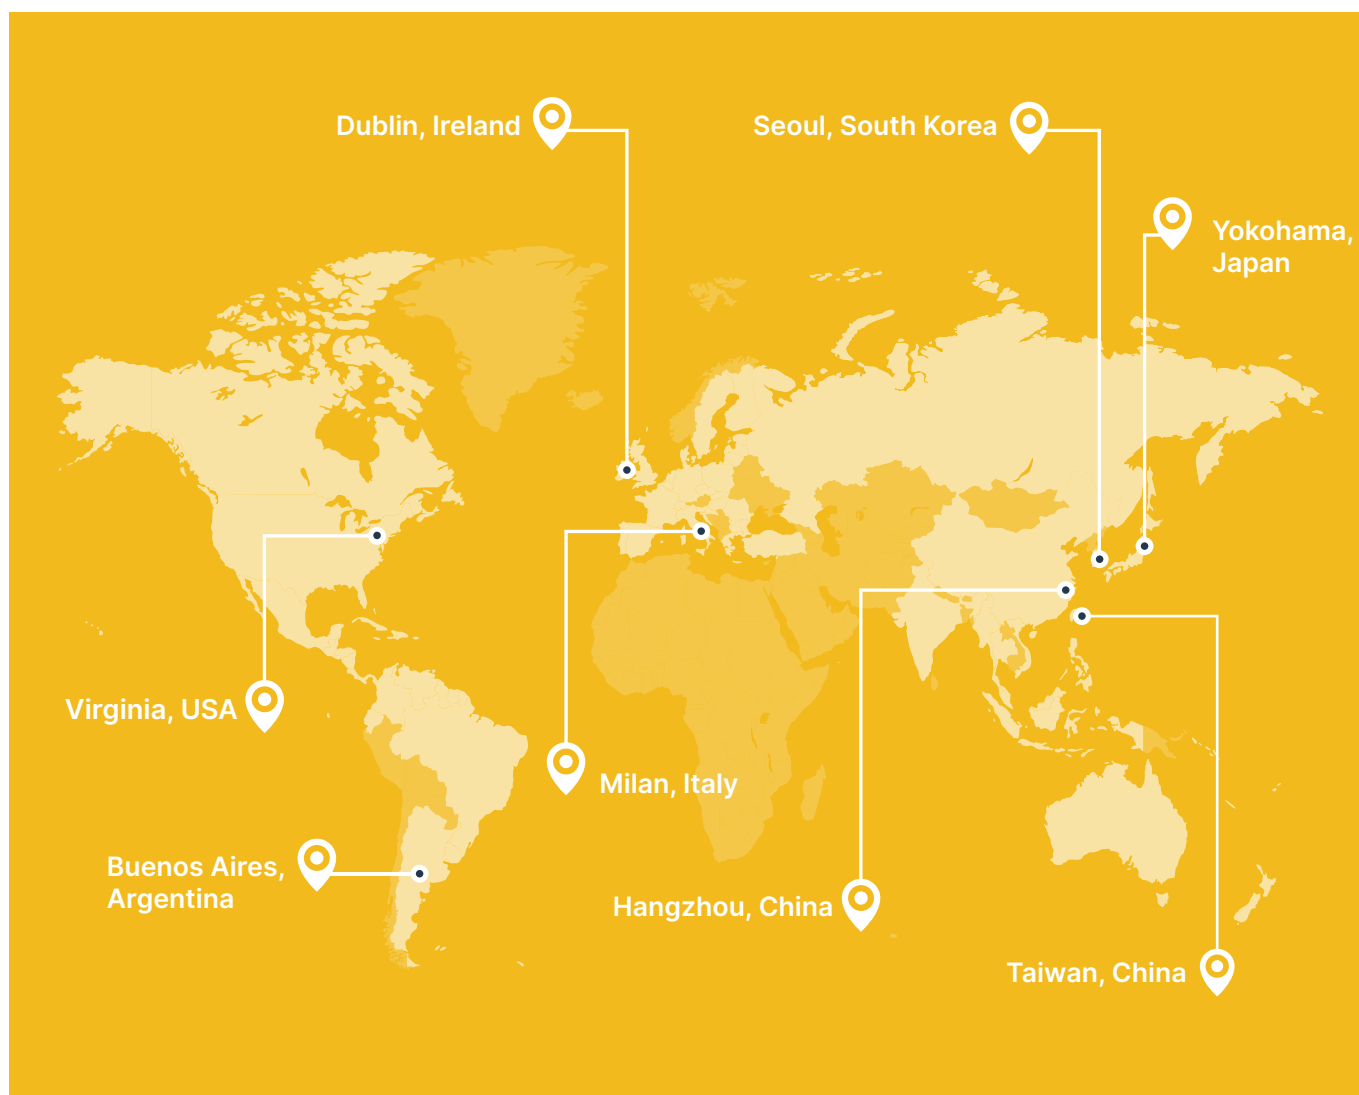 Dublin, Ireland
Seoul, South Korea
Yokohama,
Japan
Virginia, USA
Milan, Italy
Buenos Aires,
Argentina
Hangzhou, China
Taiwan, China